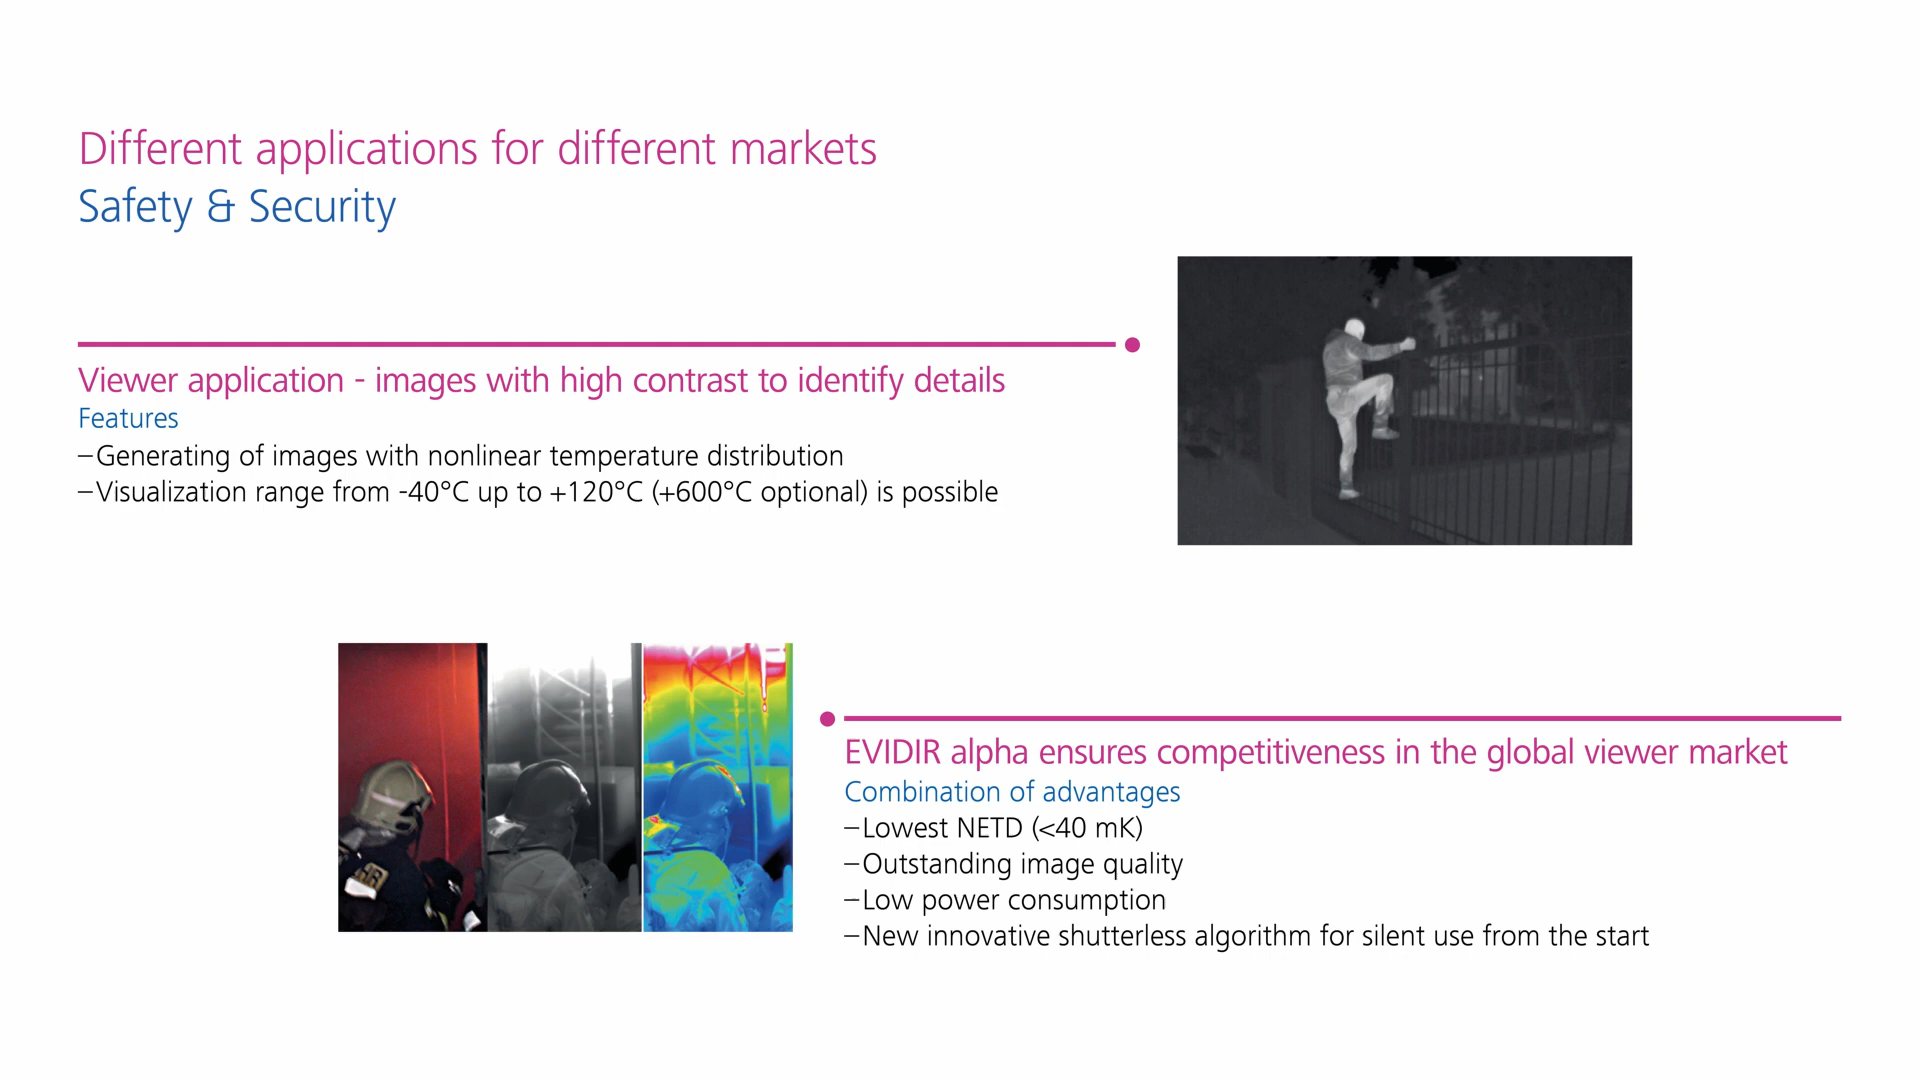 Different applications for different markets
Safety & Security
Viewer application - images with high contrast to identify details
Features
–Generating of images with nonlinear temperature distribution
–Visualization range from -40°C up to +120°C (+600°C optional) is possible
EVIDIR alpha ensures competitiveness in the global viewer market
Combination of advantages
–Lowest NETD (<40 mK)
–Outstanding image quality
–Low power consumption
–New innovative shutterless algorithm for silent use from the start